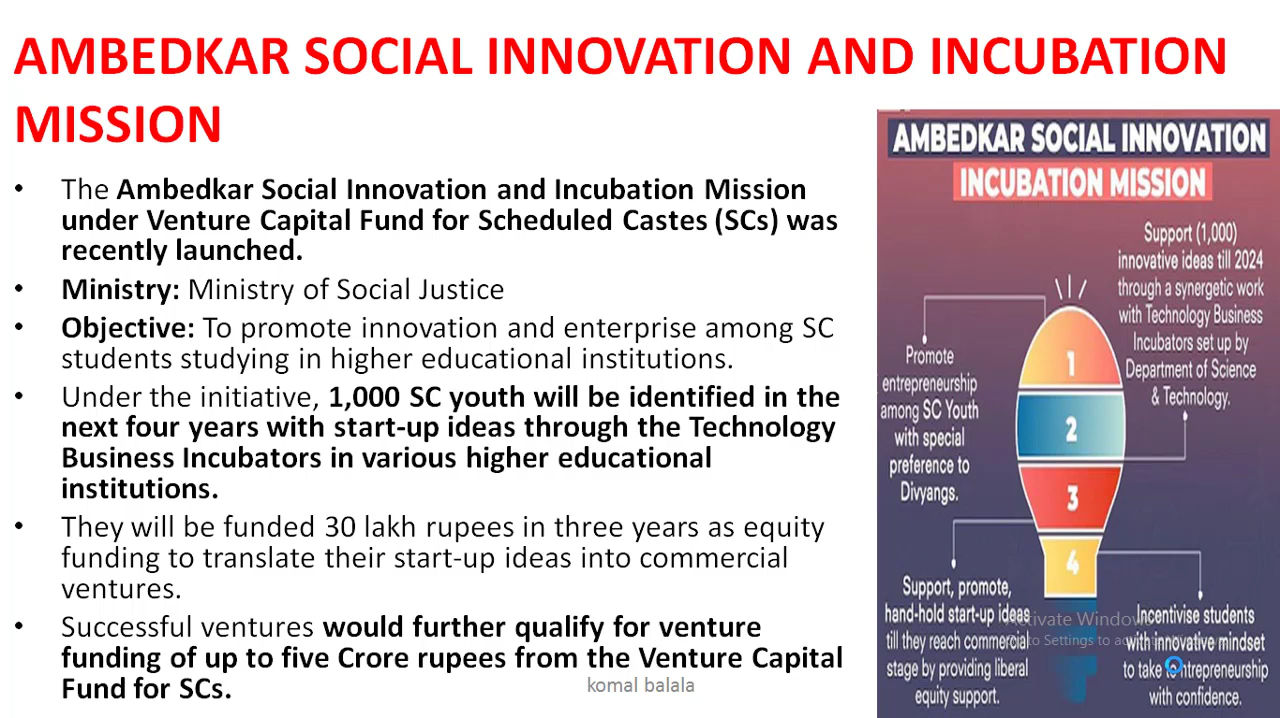 AMBEDKAR SOCIAL INNOVATION AND INCUBATION
MISSION
• The Ambedkar Social Innovation and Incubation Mission
under Venture Capital Fund for Scheduled Castes (SCs) was
recently launched.
• Ministry: Ministry of Social Justice
• Objective: To promote innovation and enterprise among SC
students studying in higher educational institutions.
• Under the initiative, 1,000 SC youth will be identified in the
next four years with start-up ideas through the Technology
Business Incubators in various higher educational
institutions.
• They will be funded 30 lakh rupees in three years as equity
funding to translate their start-up ideas into commercial
ventures.
• Successful ventures would further qualify for venture
funding of up to five Crore rupees from the Venture Capital
Fund for SCs.
komal balala
AMBEDKAR SOCIAL INNOVATION
INCUBATION MISSION
1
Promote
entrepreneurship
among SC Youth
with special
preference to
Divyangs.
2
Support (1,000)
innovative ideas till 2024
through a synergetic work
with Technology Business
Incubators set up by
Department of Science
& Technology.
3
Support, promote,
hand-hold start-up ideas
till they reach commercial
stage by providing liberal
equity support.
4
Incentivise students
with innovative mindset
to take entrepreneurship
with confidence.
Activate Windows
Go to Settings to